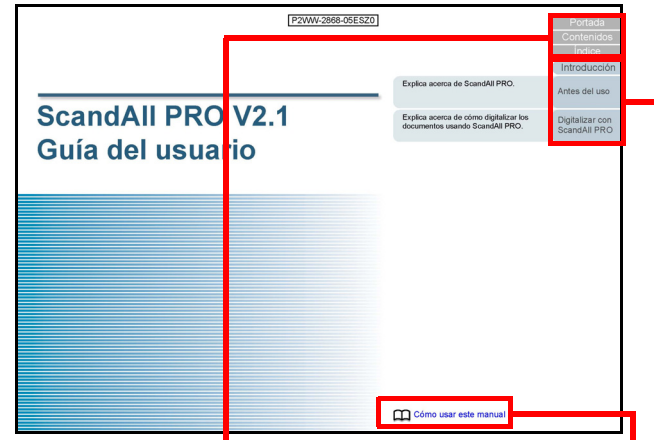 P2WW-2868-05ESZ0
Portada
Contenidos
Índice
Introducción
Explica acerca de ScandAll PRO.
Antes del uso
Explica acerca de cómo digitalizar los
documentos usando ScandAll PRO.
Digitalizar con
ScandAll PRO
ScandAll PRO V2.1
Guía del usuario
Cómo usar este manual